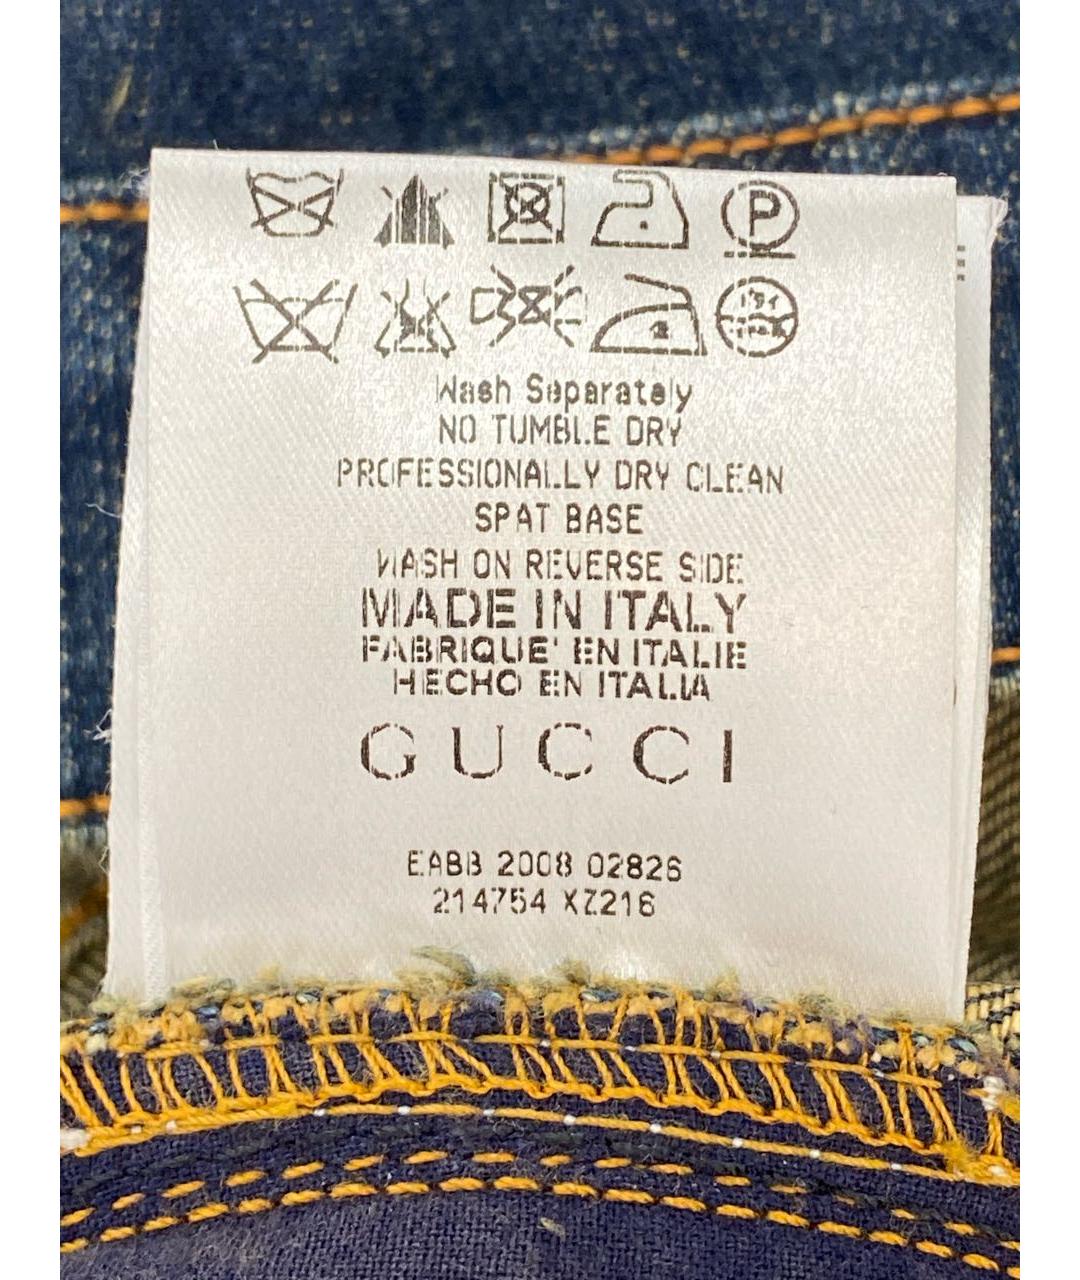 P
Wash Separately
NO TUMBLE DRY
PROFESSIONALLY DRY CLEAN
SPAT BASE
WASH ON REVERSE SIDE
MADE IN ITALY
FABRIQUE' EN ITALIE
HECHO EN ITALIA
GUCCI
EABB 2008 02826
214754 XZ216